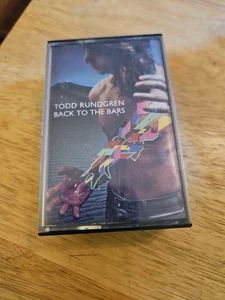 TODD RUNDGREN
BACK TO THE BARS